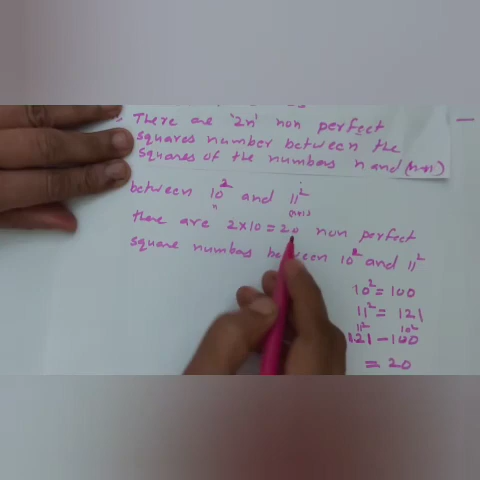 There are '2n' non perfect
squares number between the
squares of the numbers n and (n+1)
between 10² and 11²
n (n+1)
there are 2×10 = 20 non perfect
square numbers between 10² and 11²
10² = 100
11² = 121
11² 10²
121 - 100
= 20